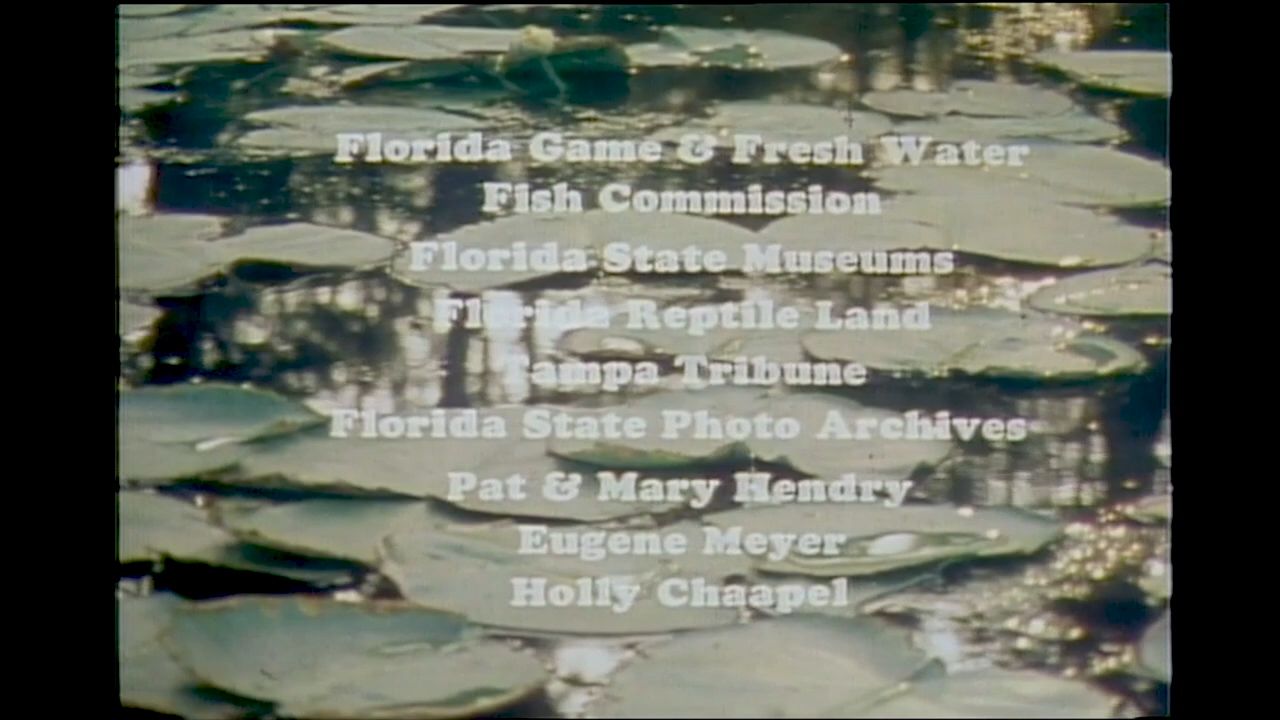 Florida Game & Fresh Water
Fish Commission
Florida State Museums
Florida Reptile Land
Tampa Tribune
Florida State Photo Archives
Pat & Mary Hendry
Eugene Meyer
Holly Chaapel